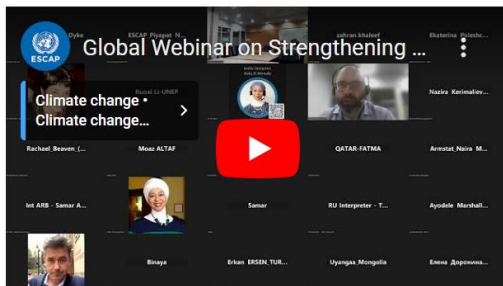 ESCAP
Global Webinar on Strengthening ...
Dyke
ESCAP_Piyapat N...
zahran khaleef
Ekaterina Poleshc...
Climate change •
Climate change...
Ruoxi Li-UNEP
Nazira Kerimaliev...
Rachael_Beaven_(...
Moaz ALTAF
QATAR-FATMA
Armstat_Naira M...
Int ARB - Samar A...
Samar
RU Interpreter - T...
Ayodele Marshall...
Binaya
Erkan ERSEN_TUR...
Uyangaa_Mongolia
Елена Доронина...